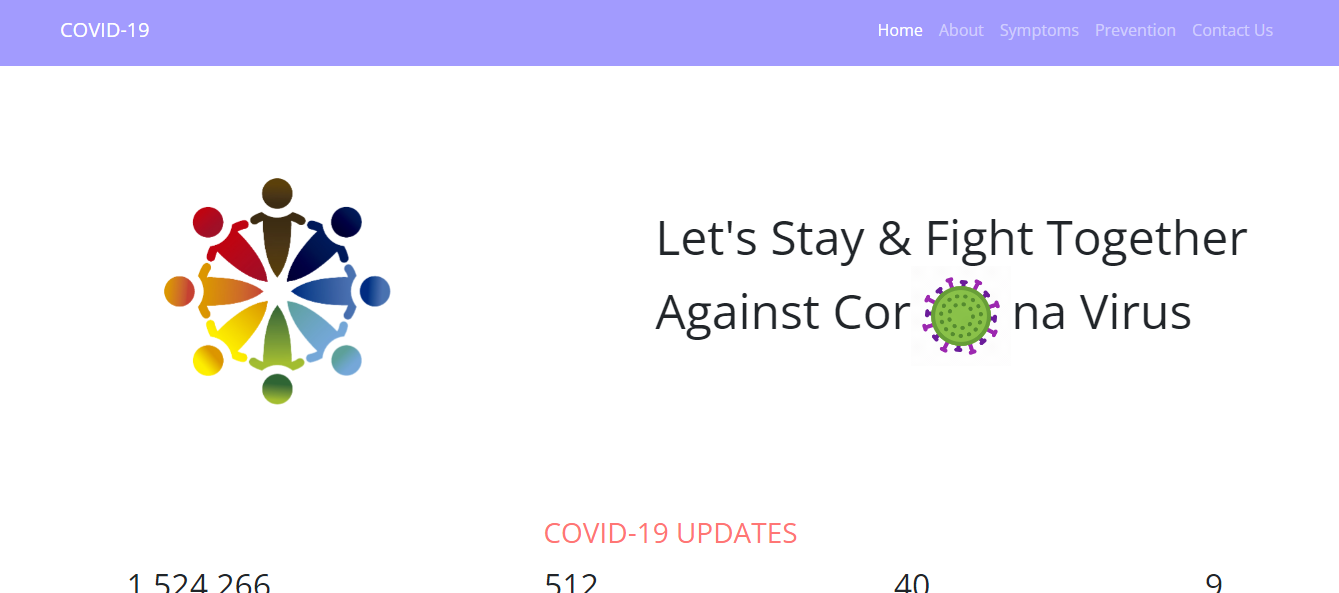 COVID-19 Home About Symptoms Prevention Contact Us
Let's Stay & Fight Together
Against Cor na Virus
COVID-19 UPDATES
1,524,266 512 40 9